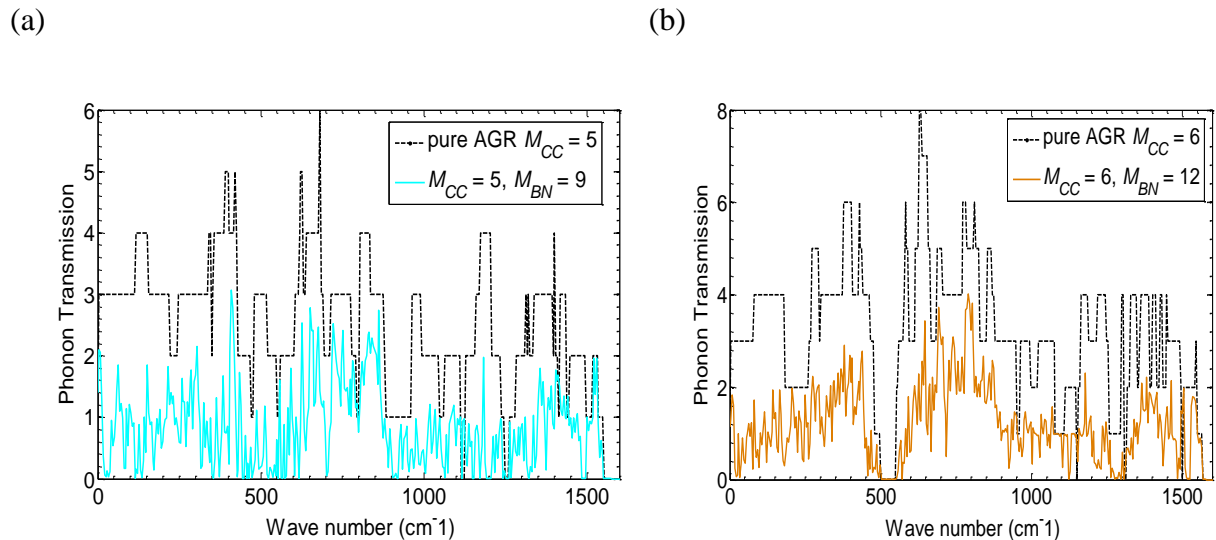 (a)
(b)
Phonon Transmission
6
5
4
3
2
1
0
0
500
1000
1500
Wave number (cm⁻1)
pure AGR M_CC = 5
M_CC = 5, M_BN = 9
Phonon Transmission
8
6
4
2
0
0
500
1000
1500
Wave number (cm⁻1)
pure AGR M_CC = 6
M_CC = 6, M_BN = 12